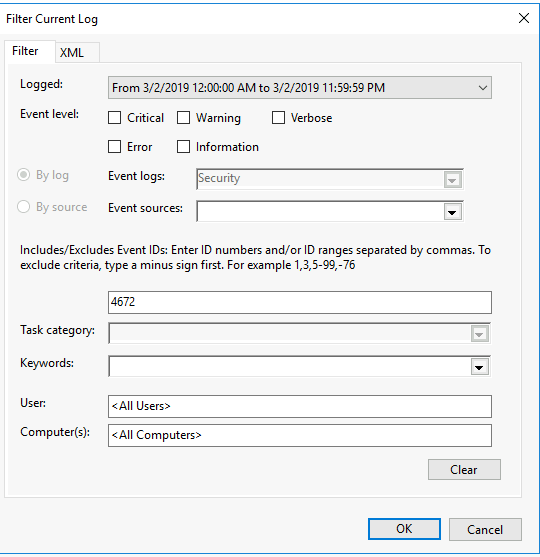 Filter Current Log
Filter XML
Logged: From 3/2/2019 12:00:00 AM to 3/2/2019 11:59:59 PM
Event level: Critical Warning Verbose
Error Information
By log Event logs: Security
By source Event sources:
Includes/Excludes Event IDs: Enter ID numbers and/or ID ranges separated by commas. To
exclude criteria, type a minus sign first. For example 1,3,5-99,-76
4672
Task category:
Keywords:
User: <All Users>
Computer(s): <All Computers>
Clear
OK Cancel